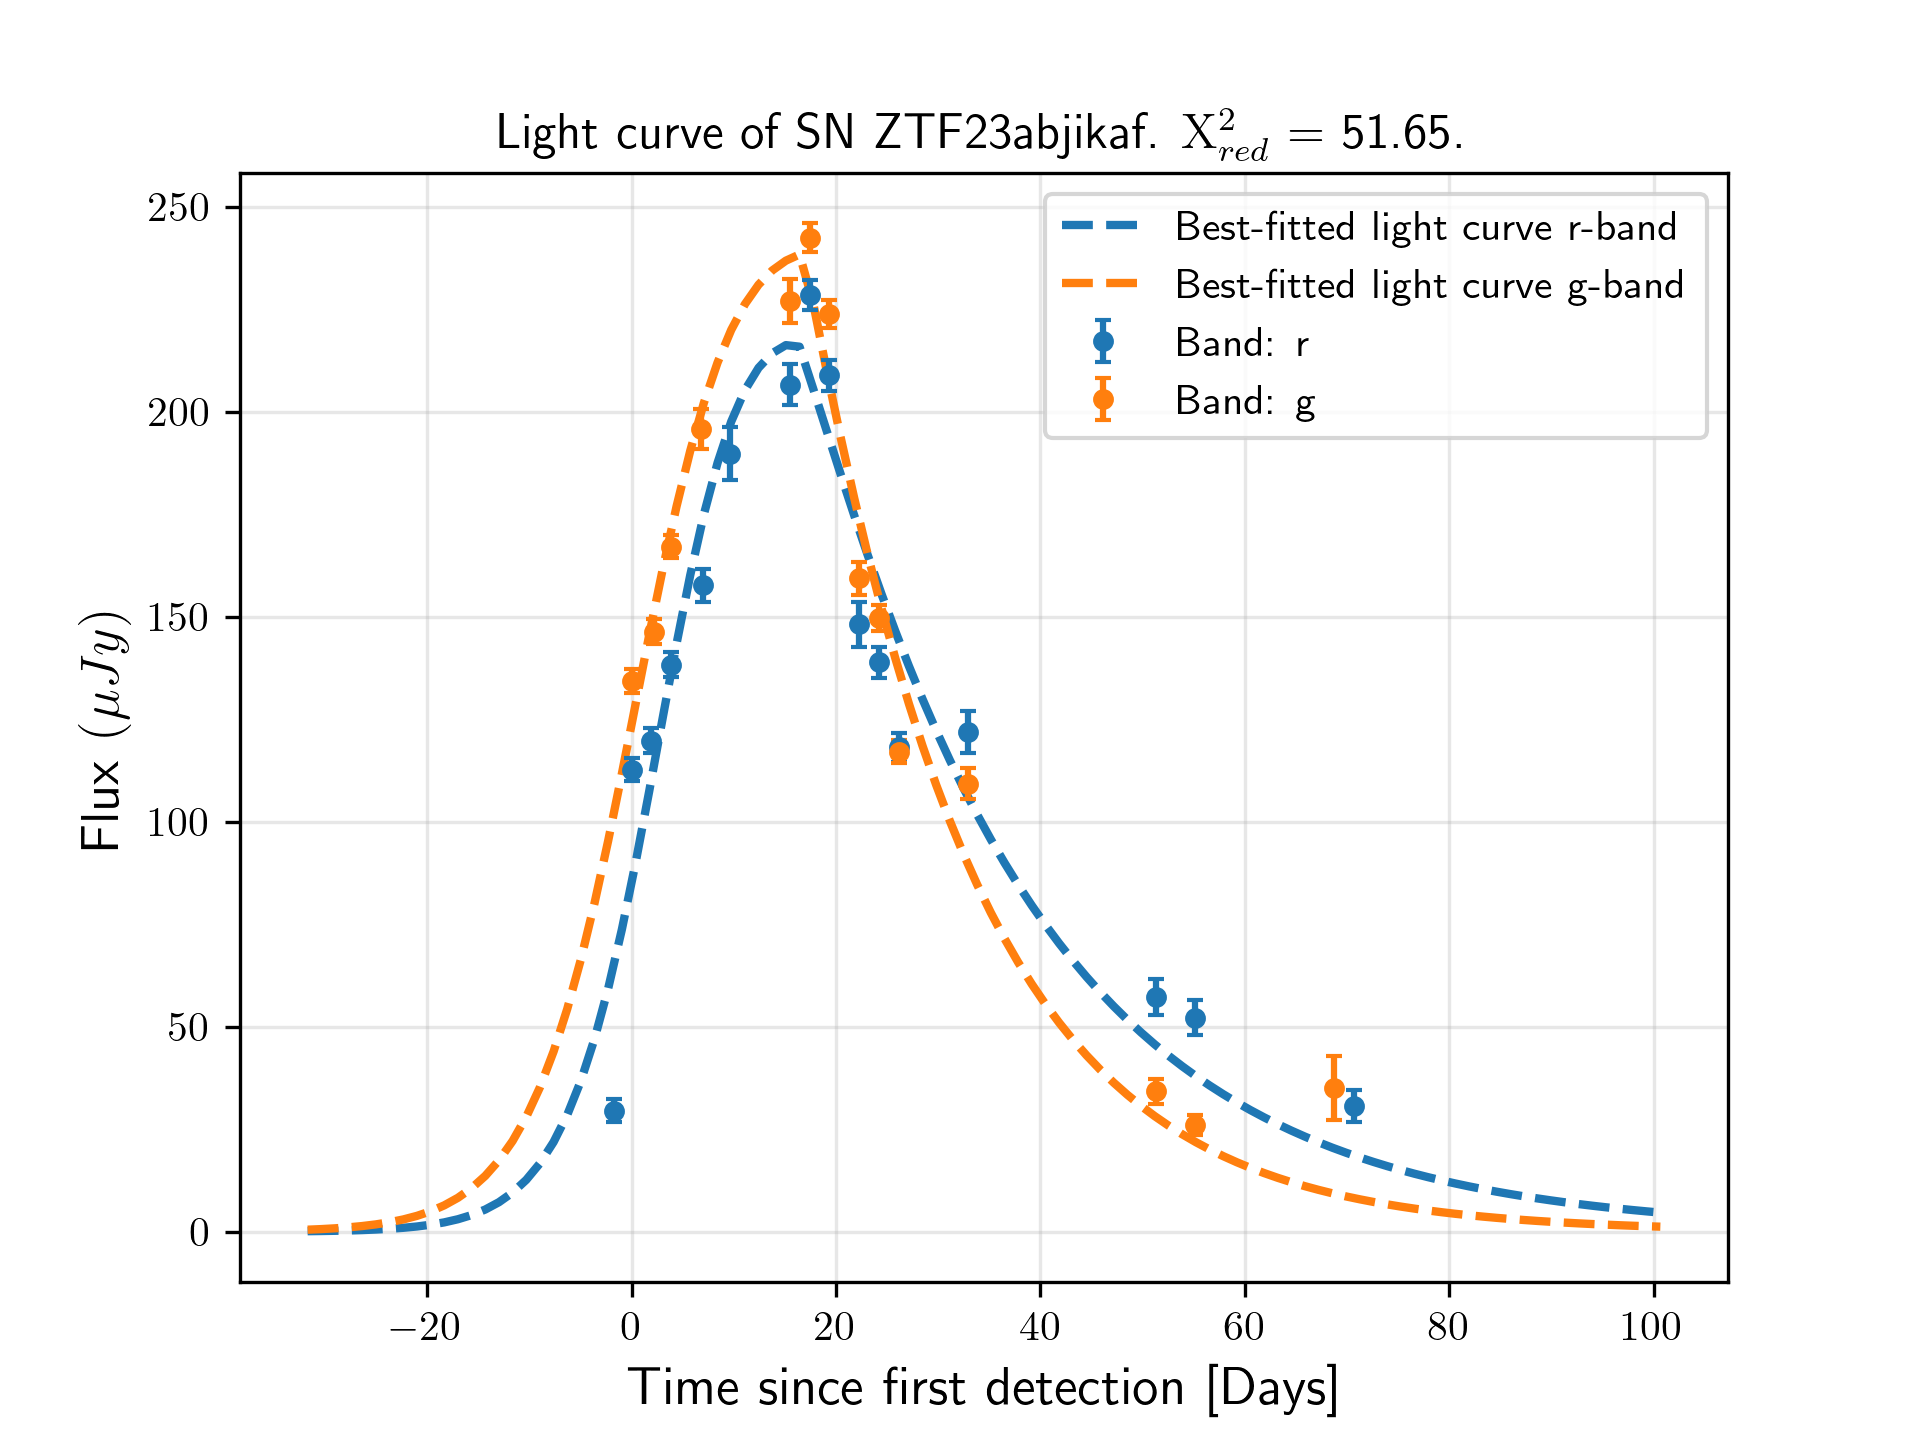 Light curve of SN ZTF23abjikaf. X²_red = 51.65.
Best-fitted light curve r-band
Best-fitted light curve g-band
Band: r
Band: g
Flux (μJy)
250
200
150
100
50
0
−20 0 20 40 60 80 100
Time since first detection [Days]